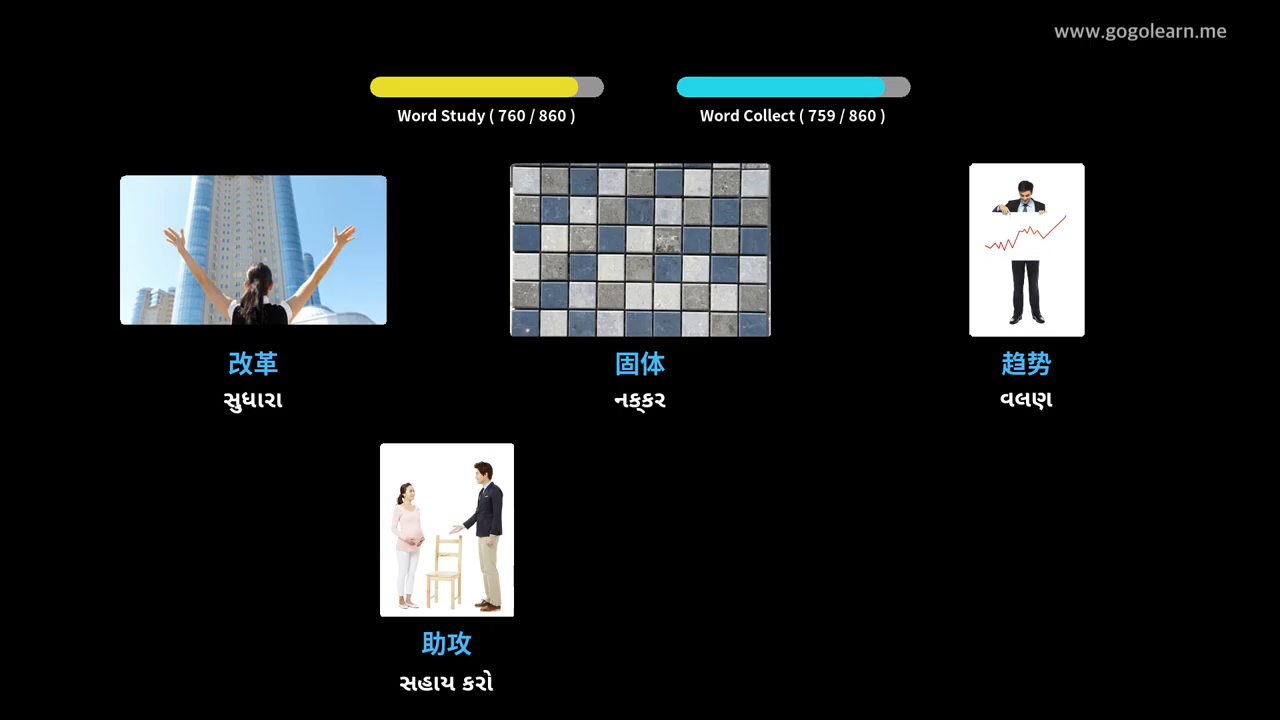 www.gogolearn.me
Word Study ( 760 / 860 )
Word Collect ( 759 / 860 )
改革
સુધારા
固体
નક્કર
趋势
વલણ
助攻
સહાય કરો